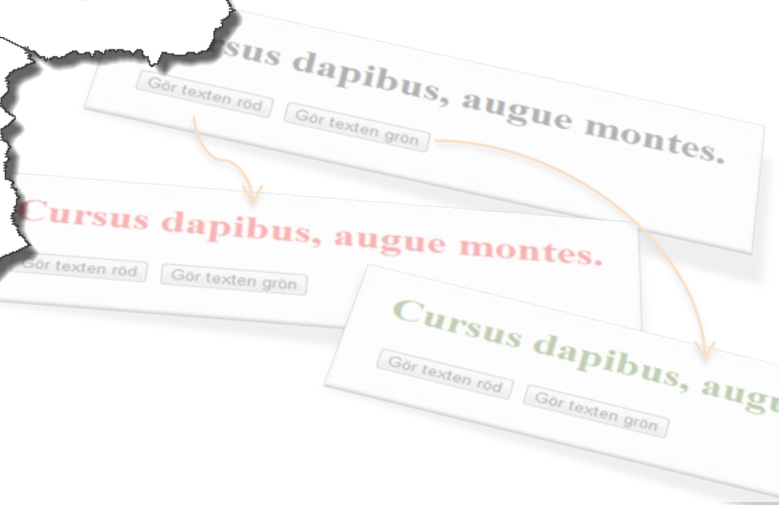 sus dapibus, augue montes.
Gör texten röd
Gör texten grön
Cursus dapibus, augue montes.
Gör texten röd
Gör texten grön
Cursus dapibus, augu
Gör texten röd
Gör texten grön